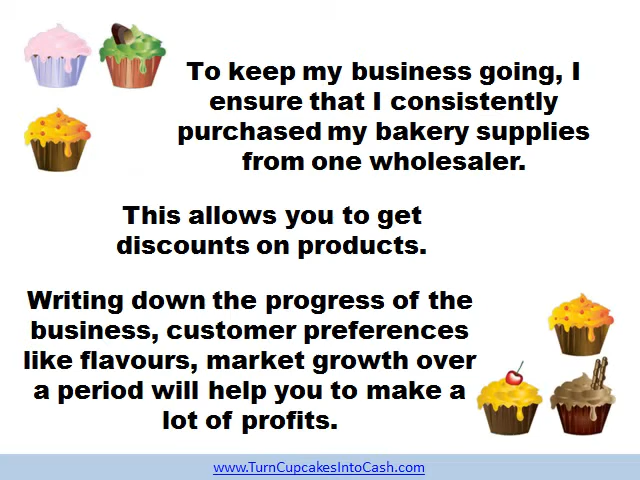 To keep my business going, I
ensure that I consistently
purchased my bakery supplies
from one wholesaler.
This allows you to get
discounts on products.
Writing down the progress of the
business, customer preferences
like flavours, market growth over
a period will help you to make a
lot of profits.
www.TurnCupcakesIntoCash.com